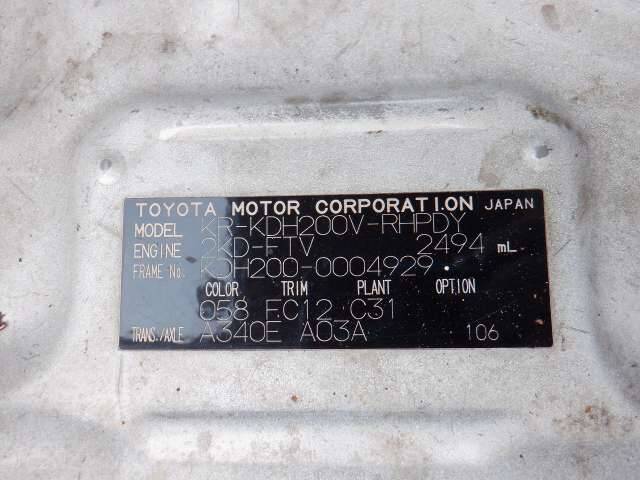 TOYOTA MOTOR CORPORATION JAPAN
MODEL KR-KDH200V-RHPDY
ENGINE 2KD-FTV 2494 mL
FRAME No. KDH200-0004929
COLOR TRIM PLANT OPTION
058 FC12 C31
TRANS./AXLE A340E A03A 106